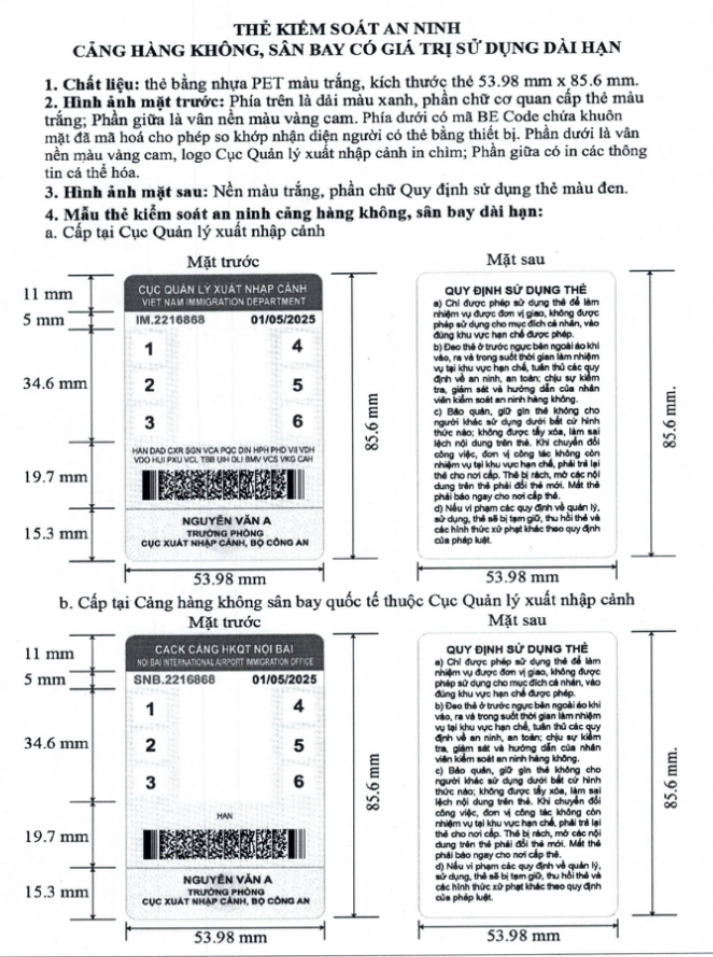 THẺ KIỂM SOÁT AN NINH
CẢNG HÀNG KHÔNG, SÂN BAY CÓ GIÁ TRỊ SỬ DỤNG DÀI HẠN
1. Chất liệu: thẻ bằng nhựa PET màu trắng, kích thước thẻ 53.98 mm x 85.6 mm.
2. Hình ảnh mặt trước: Phía trên là dải màu xanh, phần chữ cơ quan cấp thẻ màu
trắng; Phần giữa là vân nền màu vàng cam. Phía dưới có mã BE Code chứa khuôn
mặt đã mã hoá cho phép so khớp nhận diện người có thẻ bằng thiết bị. Phần dưới là vân
nền màu vàng cam, logo Cục Quản lý xuất nhập cảnh in chìm; Phần giữa có in các thông
tin cá thể hóa.
3. Hình ảnh mặt sau: Nền màu trắng, phần chữ Quy định sử dụng thẻ màu đen.
4. Mẫu thẻ kiểm soát an ninh cảng hàng không, sân bay dài hạn:
a. Cấp tại Cục Quản lý xuất nhập cảnh
Mặt trước
Mặt sau
11 mm
5 mm
34.6 mm
19.7 mm
15.3 mm
CỤC QUẢN LÝ XUẤT NHẬP CẢNH
VIET NAM IMMIGRATION DEPARTMENT
IM.2216868 01/05/2025
1 4
2 5
3 6
HAN DAD CXR SGN VCA PQC DIN HPH PHD VII VDH
VDO HUI PXU VCL TBB UIH DLI BMV VCS VKG CAH
NGUYỄN VĂN A
TRƯỞNG PHÒNG
CỤC XUẤT NHẬP CẢNH, BỘ CÔNG AN
85.6 mm
53.98 mm
QUY ĐỊNH SỬ DỤNG THẺ
a) Chỉ được phép sử dụng thẻ để làm
nhiệm vụ được đơn vị giao, không được
phép sử dụng cho mục đích cá nhân, vào
đúng khu vực hạn chế được phép.
b) Đeo thẻ ở trước ngực bên ngoài áo khi
vào, ra và trong suốt thời gian làm nhiệm
vụ tại khu vực hạn chế, tuân thủ các quy
định về an ninh, an toàn; chịu sự kiểm
tra, giám sát và hướng dẫn của nhân
viên kiểm soát an ninh hàng không.
c) Bảo quản, giữ gìn thẻ không cho
người khác sử dụng dưới bất cứ hình
thức nào; không được tẩy xóa, làm sai
lệch nội dung trên thẻ. Khi chuyển đổi
công việc, đơn vị công tác không còn
nhiệm vụ tại khu vực hạn chế, phải trả lại
thẻ cho nơi cấp. Thẻ bị rách, mờ các nội
dung trên thẻ phải đổi thẻ mới. Mất thẻ
phải báo ngay cho nơi cấp thẻ.
d) Nếu vi phạm các quy định về quản lý,
sử dụng, thẻ sẽ bị tạm giữ, thu hồi thẻ và
các hình thức xử phạt khác theo quy định
của pháp luật.
85.6 mm.
53.98 mm
b. Cấp tại Cảng hàng không sân bay quốc tế thuộc Cục Quản lý xuất nhập cảnh
Mặt trước
Mặt sau
11 mm
5 mm
34.6 mm
19.7 mm
15.3 mm
CACK CẢNG HKQT NỘI BÀI
NOI BAI INTERNATIONAL AIRPORT IMMIGRATION OFFICE
SNB.2216868 01/05/2025
1 4
2 5
3 6
HAN
NGUYỄN VĂN A
TRƯỞNG PHÒNG
CỤC XUẤT NHẬP CẢNH, BỘ CÔNG AN
85.6 mm
53.98 mm
QUY ĐỊNH SỬ DỤNG THẺ
a) Chỉ được phép sử dụng thẻ để làm
nhiệm vụ được đơn vị giao, không được
phép sử dụng cho mục đích cá nhân, vào
đúng khu vực hạn chế được phép.
b) Đeo thẻ ở trước ngực bên ngoài áo khi
vào, ra và trong suốt thời gian làm nhiệm
vụ tại khu vực hạn chế, tuân thủ các quy
định về an ninh, an toàn; chịu sự kiểm
tra, giám sát và hướng dẫn của nhân
viên kiểm soát an ninh hàng không.
c) Bảo quản, giữ gìn thẻ không cho
người khác sử dụng dưới bất cứ hình
thức nào; không được tẩy xóa, làm sai
lệch nội dung trên thẻ. Khi chuyển đổi
công việc, đơn vị công tác không còn
nhiệm vụ tại khu vực hạn chế, phải trả lại
thẻ cho nơi cấp. Thẻ bị rách, mờ các nội
dung trên thẻ phải đổi thẻ mới. Mất thẻ
phải báo ngay cho nơi cấp thẻ.
d) Nếu vi phạm các quy định về quản lý,
sử dụng, thẻ sẽ bị tạm giữ, thu hồi thẻ và
các hình thức xử phạt khác theo quy định
của pháp luật.
85.6 mm.
53.98 mm